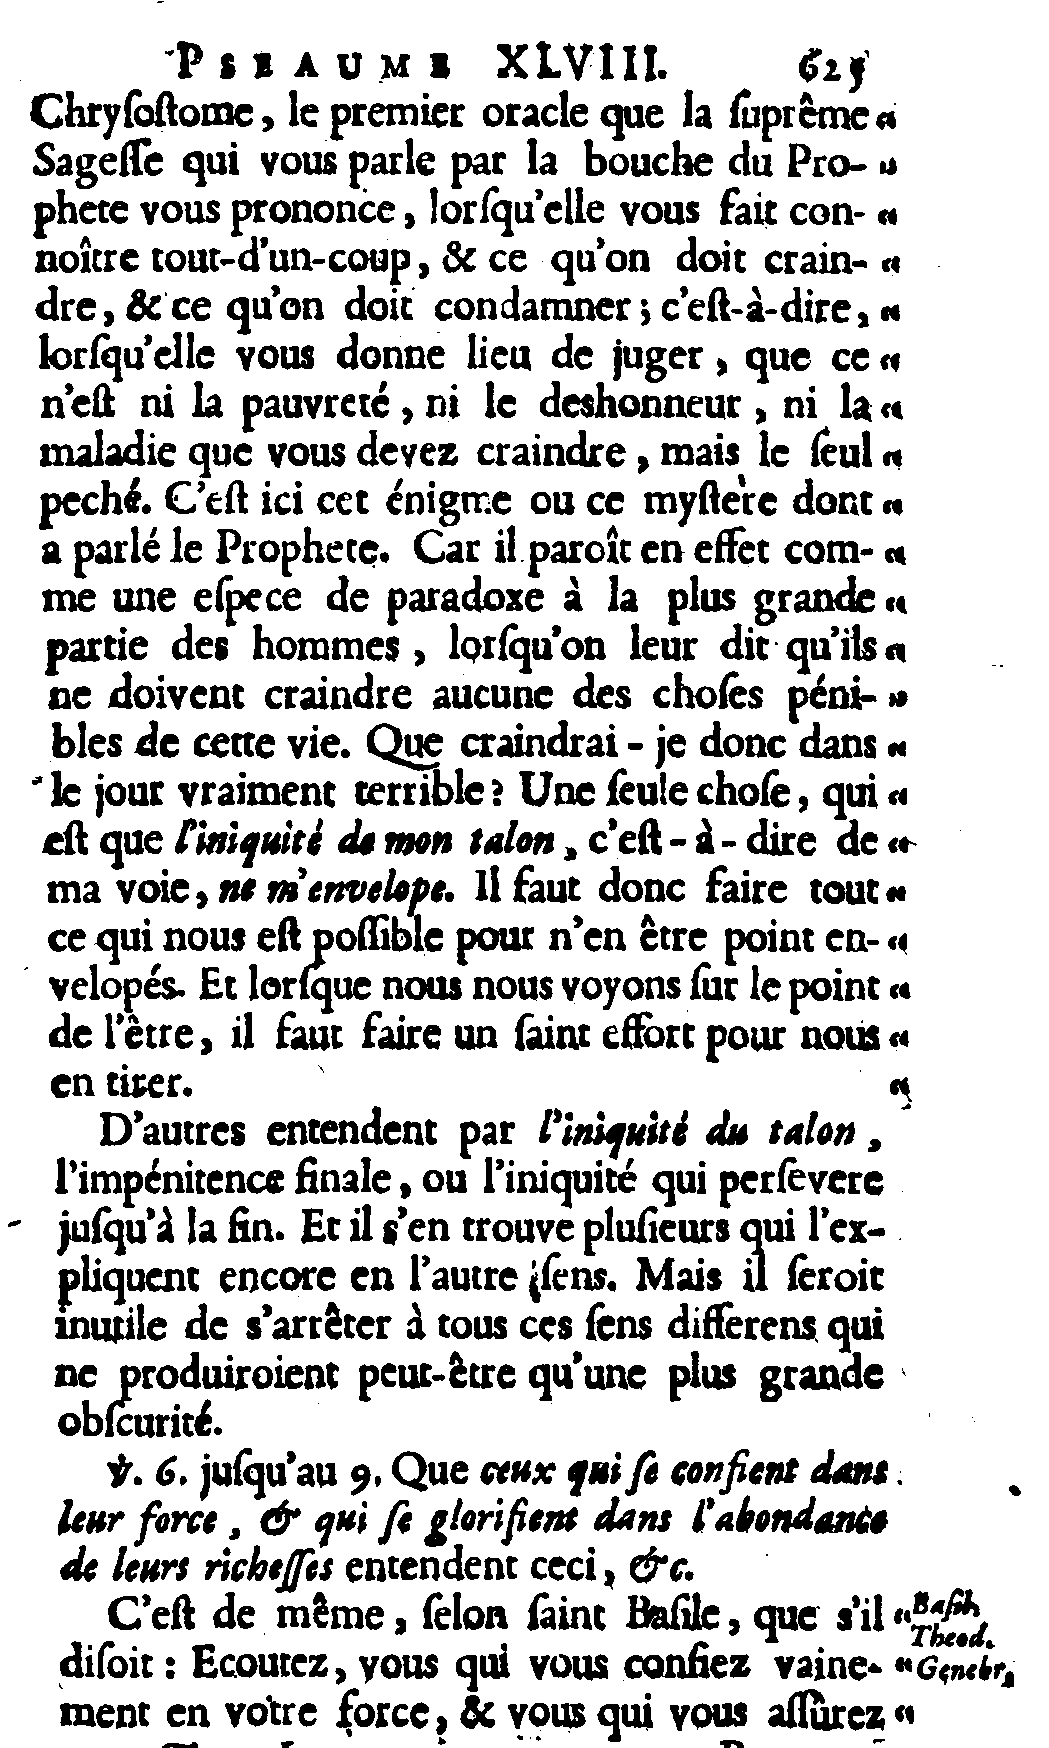 PSEAUME XLVIII. 625
Chryſoſtome, le premier oracle que la ſuprême “
Sageſſe qui vous parle par la bouche du Pro- “
phete vous prononce, lorſqu’elle vous fait con- “
noître tout-d’un-coup, & ce qu’on doit crain- “
dre, & ce qu’on doit condamner ; c’eſt-à-dire, “
lorſqu’elle vous donne lieu de juger, que ce “
n’eſt ni la pauvreté, ni le deshonneur, ni la “
maladie que vous devez craindre, mais le ſeul “
peché. C’eſt ici cet énigme ou ce myſtère dont “
a parlé le Prophete. Car il paroît en effet com- “
me une eſpece de paradoxe à la plus grande “
partie des hommes, lorſqu’on leur dit qu’ils “
ne doivent craindre aucune des choſes péni- “
bles de cette vie. Que craindrai-je donc dans “
le jour vraiment terrible ? Une ſeule choſe, qui “
eſt que l’iniquité de mon talon, c’eſt-à-dire de “
ma voie, ne m’envelope. Il faut donc faire tout “
ce qui nous eſt poſſible pour n’en être point en- “
velopés. Et lorſque nous nous voyons ſur le point “
de l’être, il faut faire un ſaint effort pour nous “
en tirer. “
D’autres entendent par l’iniquité du talon,
l’impénitence finale, ou l’iniquité qui perſevere
juſqu’à la fin. Et il s’en trouve pluſieurs qui l’ex-
pliquent encore en l’autre ſens. Mais il ſeroit
inutile de s’arrêter à tous ces ſens differens qui
ne produiroient peut-être qu’une plus grande
obſcurité.
℣. 6. juſqu’au 9. Que ceux qui ſe confient dans
leur force, & qui ſe glorifient dans l’abondance
de leurs richeſſes entendent ceci, &c.
C’eſt de même, ſelon ſaint Baſile, que s’il “ Baſil.
Theod.
diſoit : Ecoutez, vous qui vous confiez vaine- “ Genebr.
ment en votre force, & vous qui vous aſſûrez “